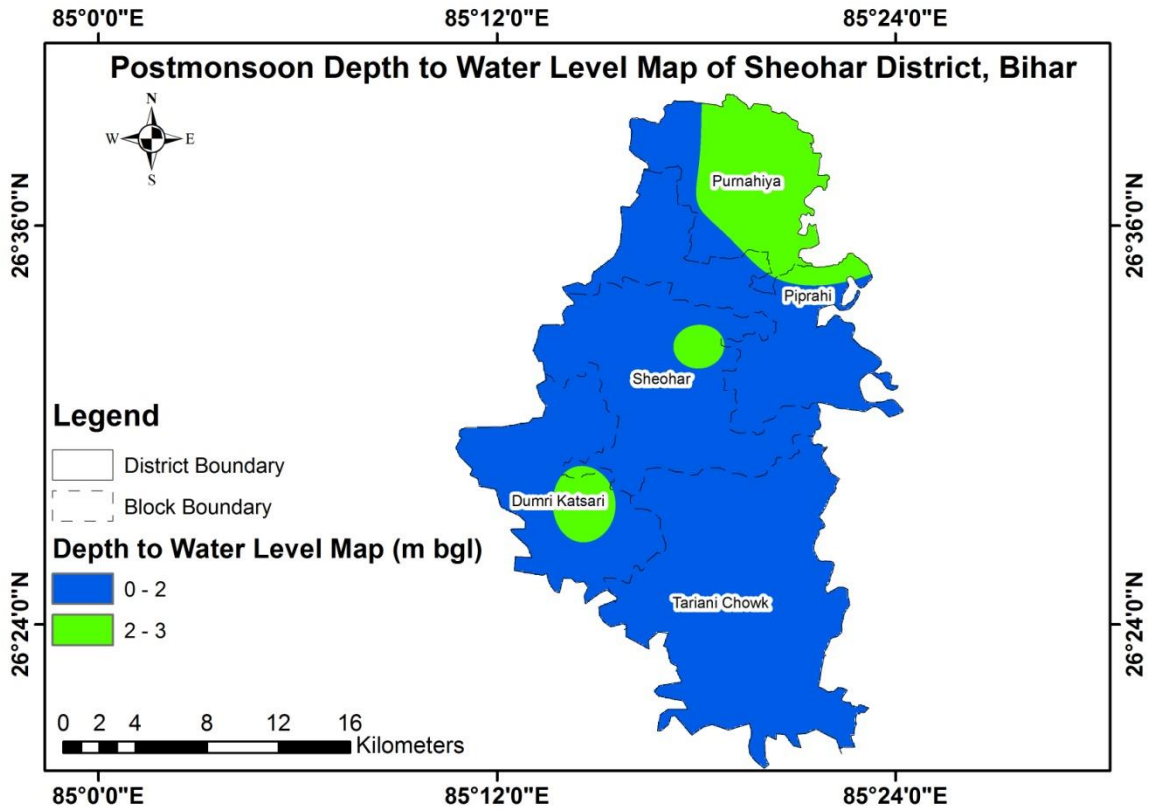 85°0'0"E 85°12'0"E 85°24'0"E
Postmonsoon Depth to Water Level Map of Sheohar District, Bihar
N
W E
S
Purnahiya
26°36'0"N 26°36'0"N
Piprahi
Sheohar
Legend
District Boundary
Block Boundary
Dumri Katsari
Depth to Water Level Map (m bgl)
0 - 2
2 - 3
Tariani Chowk
26°24'0"N 26°24'0"N
0 2 4 8 12 16
Kilometers
85°0'0"E 85°12'0"E 85°24'0"E